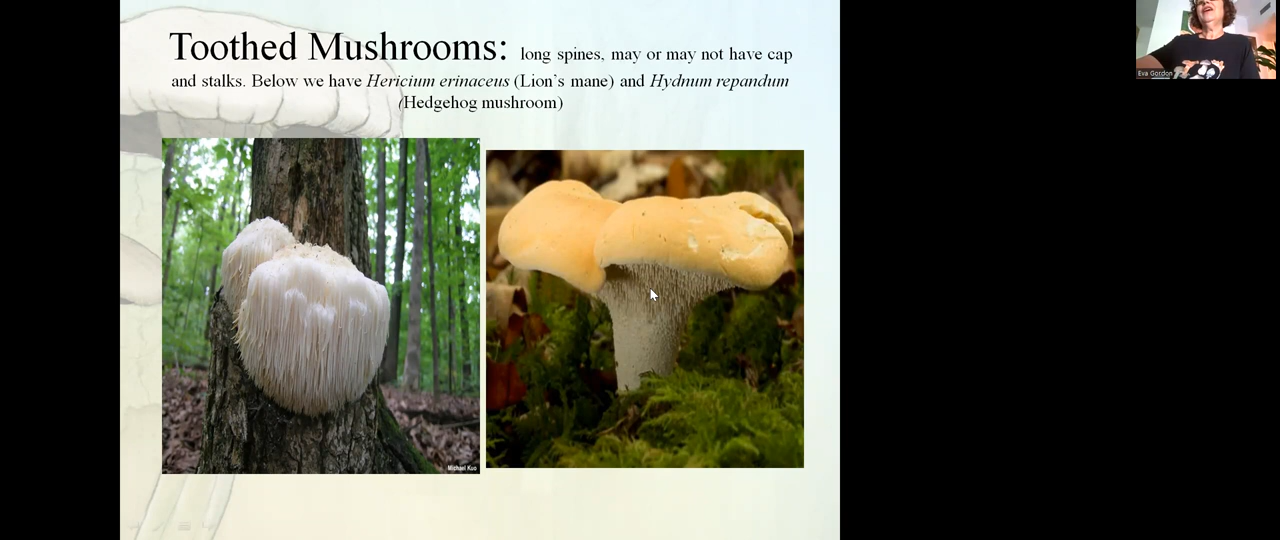 Toothed Mushrooms: long spines, may or may not have cap
and stalks. Below we have Hericium erinaceus (Lion’s mane) and Hydnum repandum
(Hedgehog mushroom)
Michael Kuo
Eva Gordon